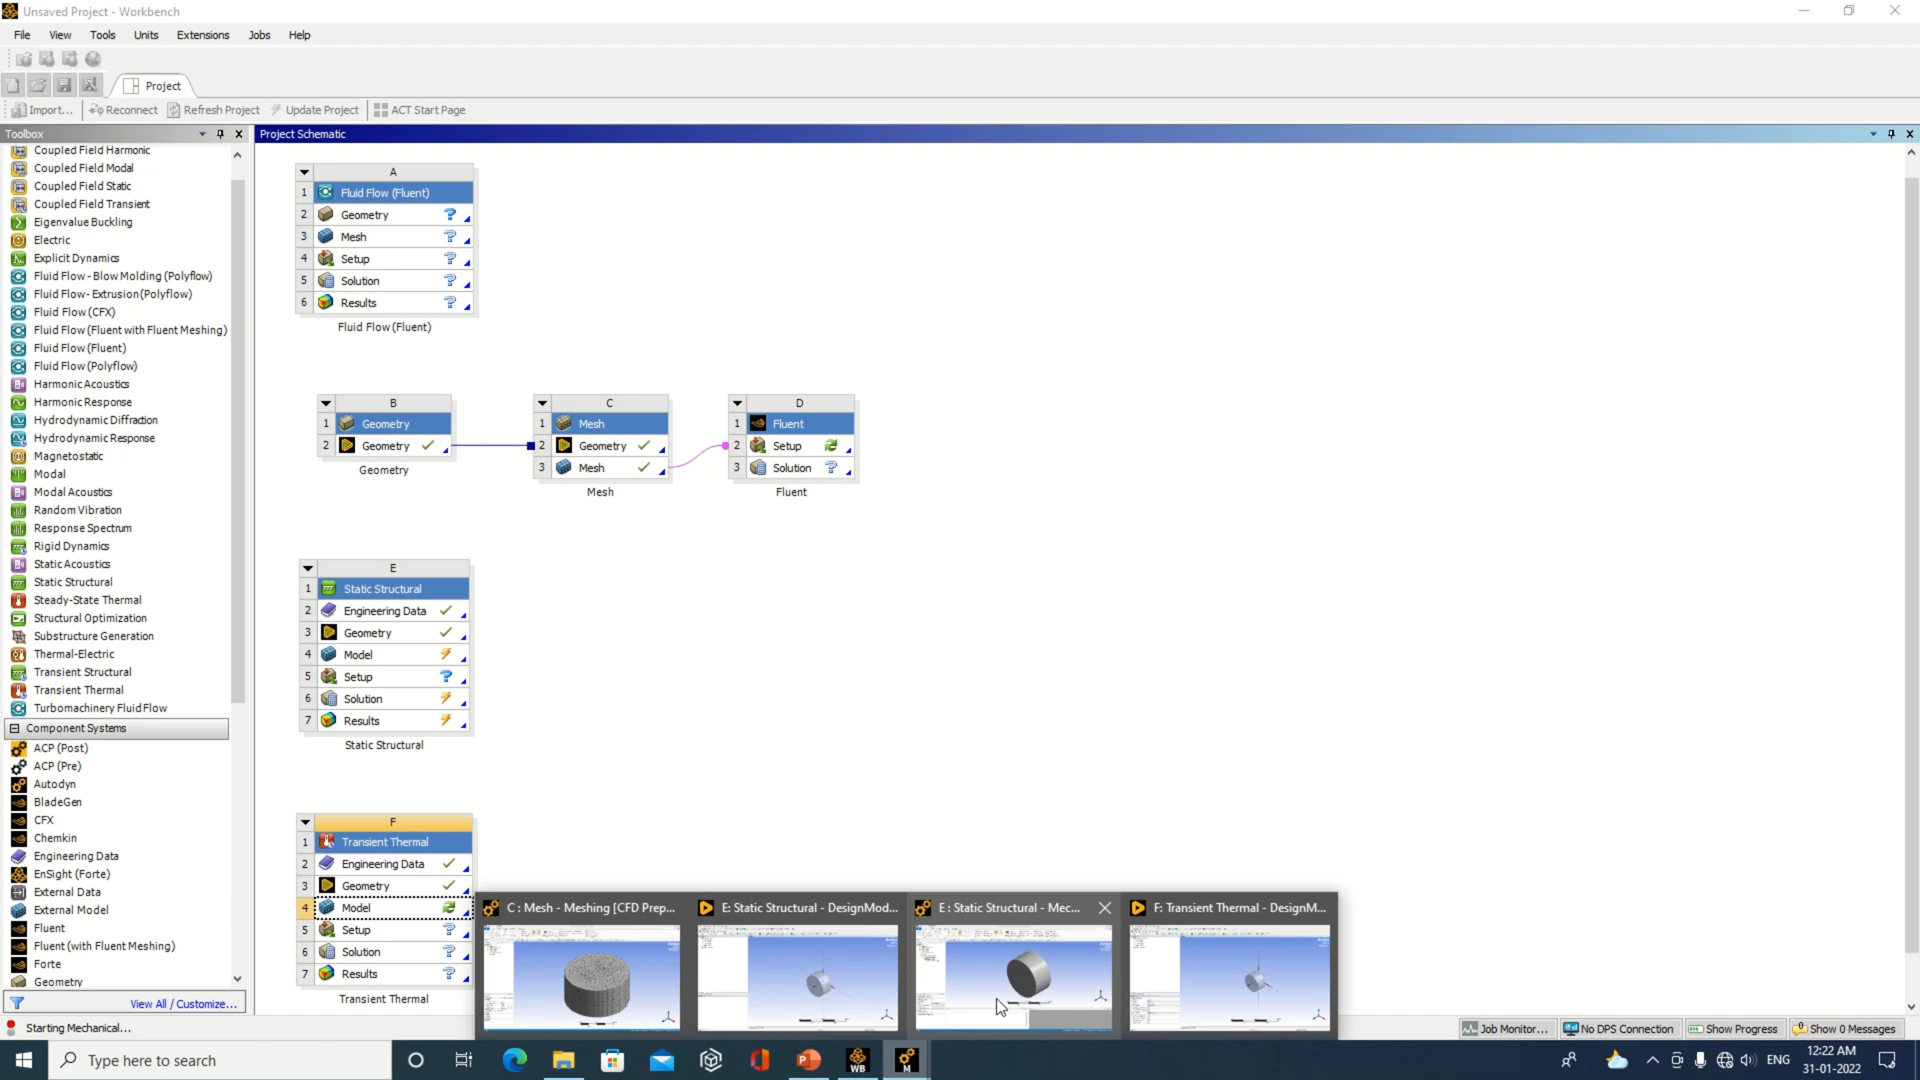 Unsaved Project - Workbench
File View Tools Units Extensions Jobs Help
Project
Import... Reconnect Refresh Project Update Project ACT Start Page
Toolbox
Coupled Field Harmonic
Coupled Field Modal
Coupled Field Static
Coupled Field Transient
Eigenvalue Buckling
Electric
Explicit Dynamics
Fluid Flow - Blow Molding (Polyflow)
Fluid Flow- Extrusion (Polyflow)
Fluid Flow (CFX)
Fluid Flow (Fluent with Fluent Meshing)
Fluid Flow (Fluent)
Fluid Flow (Polyflow)
Harmonic Acoustics
Harmonic Response
Hydrodynamic Diffraction
Hydrodynamic Response
Magnetostatic
Modal
Modal Acoustics
Random Vibration
Response Spectrum
Rigid Dynamics
Static Acoustics
Static Structural
Steady-State Thermal
Structural Optimization
Substructure Generation
Thermal-Electric
Transient Structural
Transient Thermal
Turbomachinery Fluid Flow
Component Systems
ACP (Post)
ACP (Pre)
Autodyn
BladeGen
CFX
Chemkin
Engineering Data
EnSight (Forte)
External Data
External Model
Fluent
Fluent (with Fluent Meshing)
Forte
Geometry
View All / Customize...
Project Schematic
A
1 Fluid Flow (Fluent)
2 Geometry ?
3 Mesh ?
4 Setup ?
5 Solution ?
6 Results ?
Fluid Flow (Fluent)
B
1 Geometry
2 Geometry
Geometry
C
1 Mesh
2 Geometry
3 Mesh
Mesh
D
1 Fluent
2 Setup
3 Solution ?
Fluent
E
1 Static Structural
2 Engineering Data
3 Geometry
4 Model
5 Setup ?
6 Solution
7 Results
Static Structural
F
1 Transient Thermal
2 Engineering Data
3 Geometry
4 Model
5 Setup ?
6 Solution ?
7 Results ?
Transient Thermal
C : Mesh - Meshing [CFD Prep...
E: Static Structural - DesignMod...
E : Static Structural - Mec...
F: Transient Thermal - DesignM...
Starting Mechanical...
Job Monitor... No DPS Connection Show Progress Show 0 Messages
Type here to search
WB
M
ENG
12:22 AM
31-01-2022